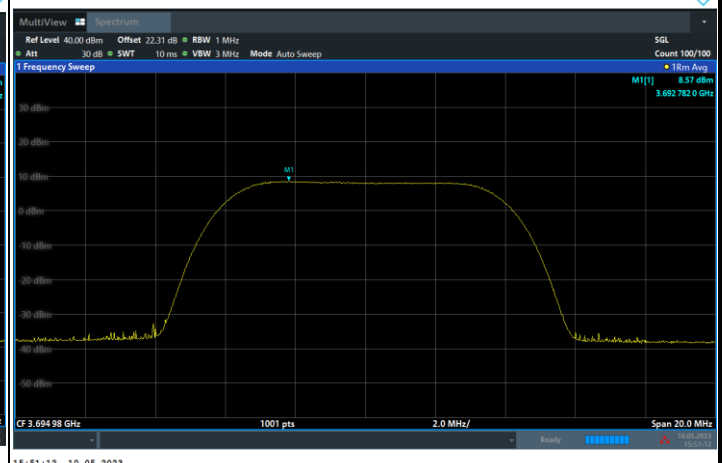 MultiView Spectrum
Ref Level 40.00 dBm Offset 22.31 dB RBW 1 MHz SGL
Att 30 dB SWT 10 ms VBW 3 MHz Mode Auto Sweep Count 100/100
1 Frequency Sweep 1Rm Avg
M1[1] 8.57 dBm
3.692 782 0 GHz
30 dBm
20 dBm
M1
10 dBm
0 dBm
-10 dBm
-20 dBm
-30 dBm
-40 dBm
-50 dBm
CF 3.694 98 GHz 1001 pts 2.0 MHz/ Span 20.0 MHz
Ready 10.05.2023
15:51:12
15:51:12 10.05.2023